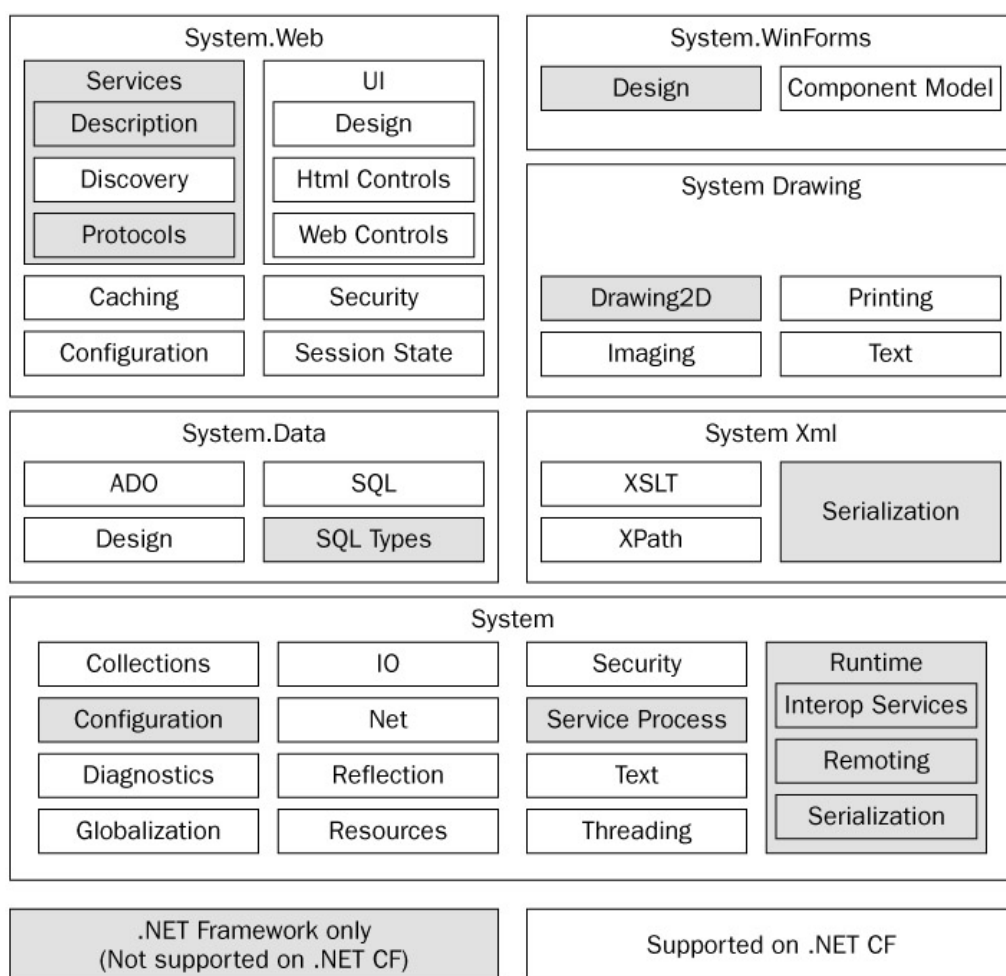 System.Web
Services
Description
Discovery
Protocols
UI
Design
Html Controls
Web Controls
Caching
Security
Configuration
Session State
System.WinForms
Design
Component Model
System Drawing
Drawing2D
Printing
Imaging
Text
System.Data
ADO
SQL
Design
SQL Types
System Xml
XSLT
XPath
Serialization
System
Collections
IO
Security
Runtime
Configuration
Net
Service Process
Interop Services
Diagnostics
Reflection
Text
Remoting
Globalization
Resources
Threading
Serialization
.NET Framework only
(Not supported on .NET CF)
Supported on .NET CF